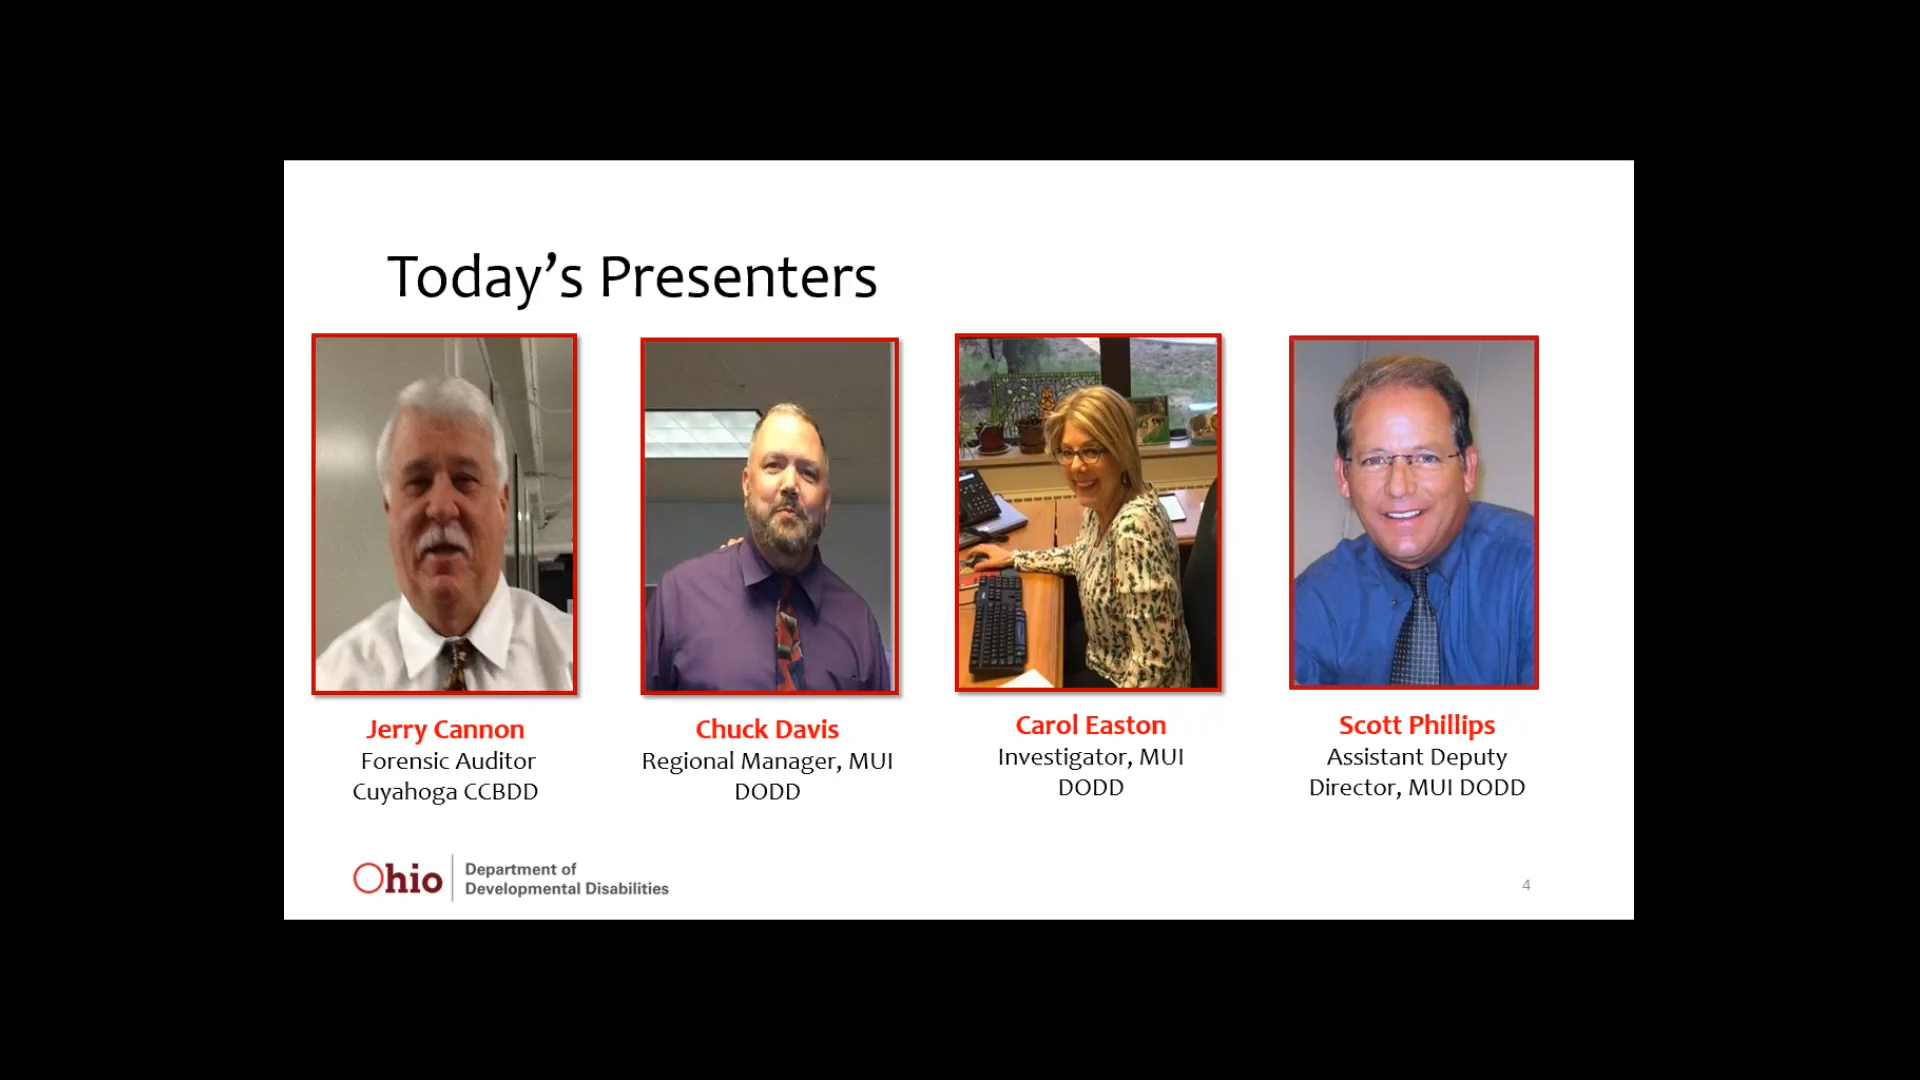 Today’s Presenters
Jerry Cannon
Forensic Auditor
Cuyahoga CCBDD
Chuck Davis
Regional Manager, MUI
DODD
Carol Easton
Investigator, MUI
DODD
Scott Phillips
Assistant Deputy
Director, MUI DODD
Ohio
Department of
Developmental Disabilities
4